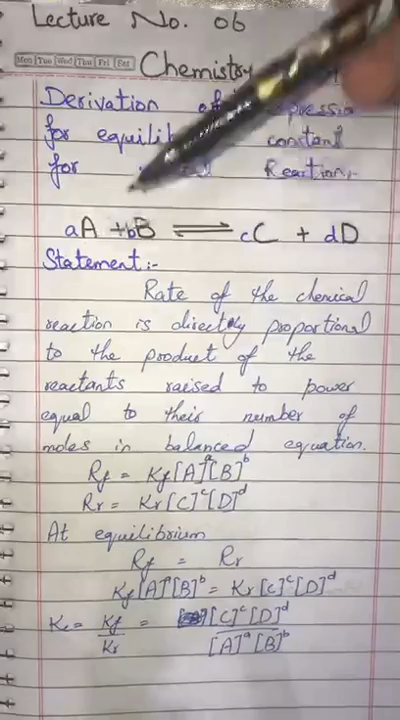 Lecture No. 06
Mon Tue Wed Thu Fri Sat
Chemistry
Derivation of
for equilib constant
for Reaction:-
aA + bB ⇌ cC + dD
Statement:-
Rate of the chemical
reaction is directly proportional
to the product of the
reactants raised to power
equal to their number of
moles in balanced equation.
Rf = Kf[A]ᵃ[B]ᵇ
Rr = Kr[C]ᶜ[D]ᵈ
At equilibrium
Rf = Rr
Kf[A]ᵃ[B]ᵇ = Kr[C]ᶜ[D]ᵈ
Kc = Kf/Kr = [C]ᶜ[D]ᵈ/[A]ᵃ[B]ᵇ